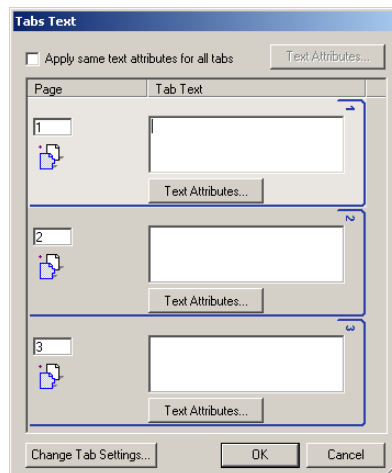 Tabs Text
Apply same text attributes for all tabs Text Attributes...
Page Tab Text
1
1
Text Attributes...
2
2
Text Attributes...
3
3
Text Attributes...
Change Tab Settings... OK Cancel